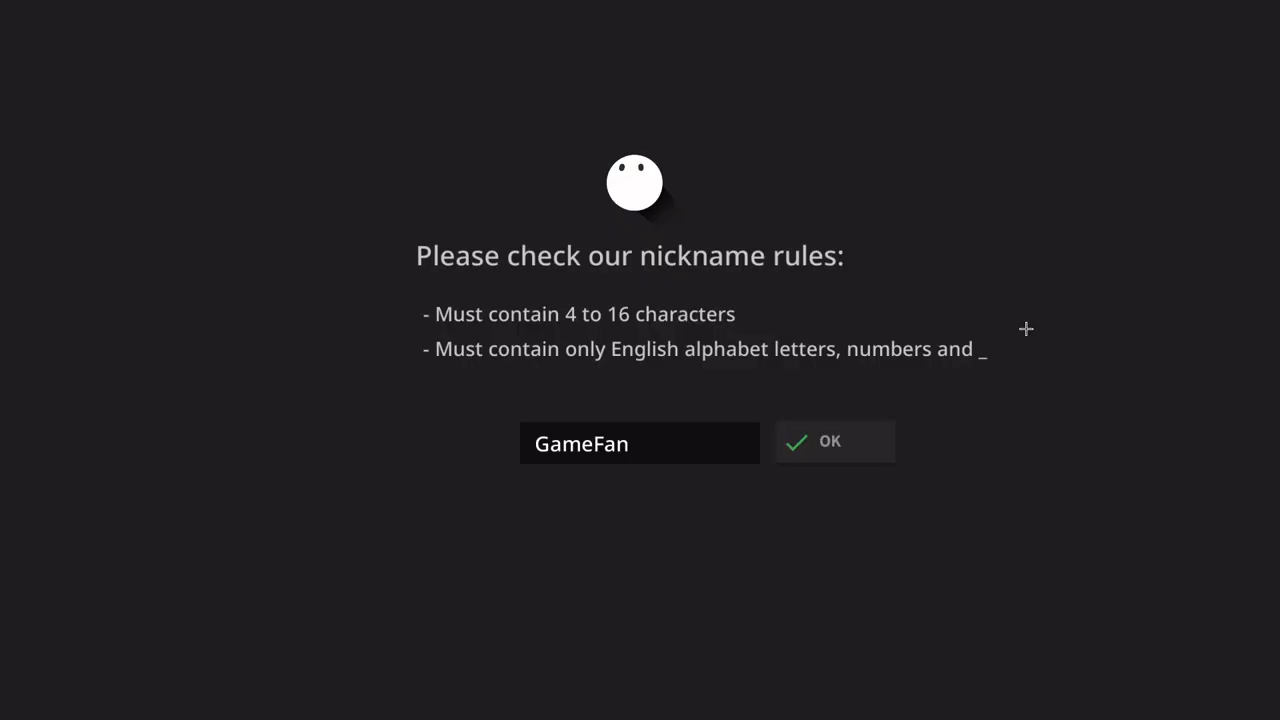 Please check our nickname rules:
- Must contain 4 to 16 characters
- Must contain only English alphabet letters, numbers and _
GameFan
OK